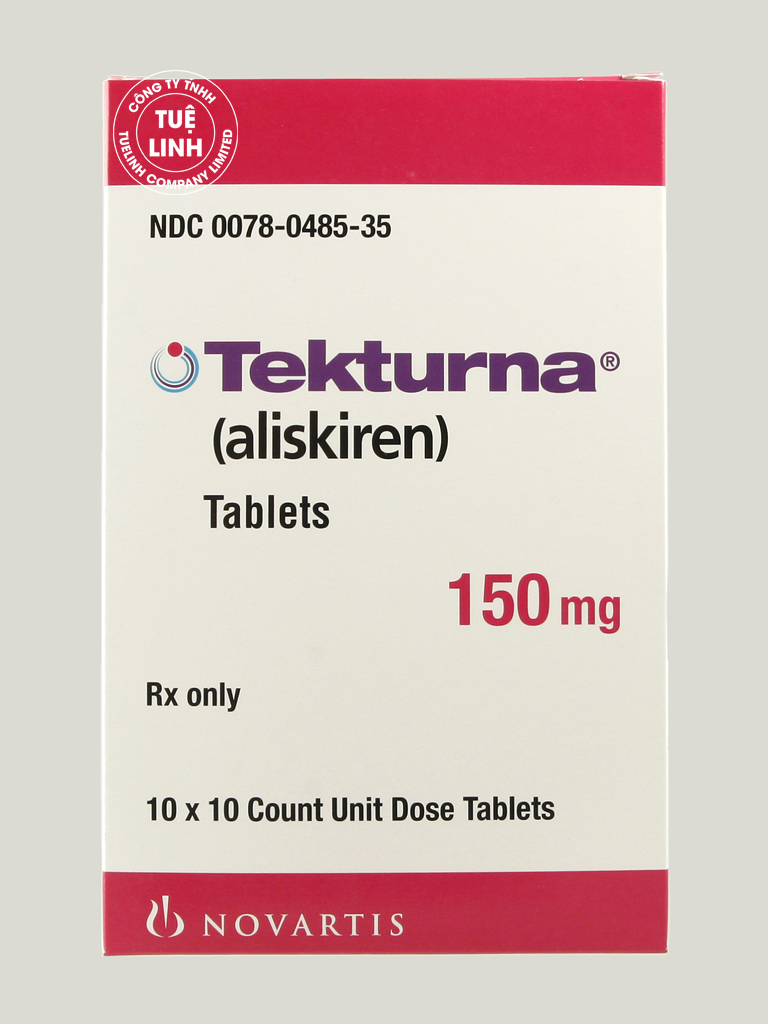 CÔNG TY TNHH
TUỆ
LINH
TUELINH COMPANY LIMITED
NDC 0078-0485-35
Tekturna®
(aliskiren)
Tablets
150 mg
Rx only
10 x 10 Count Unit Dose Tablets
NOVARTIS